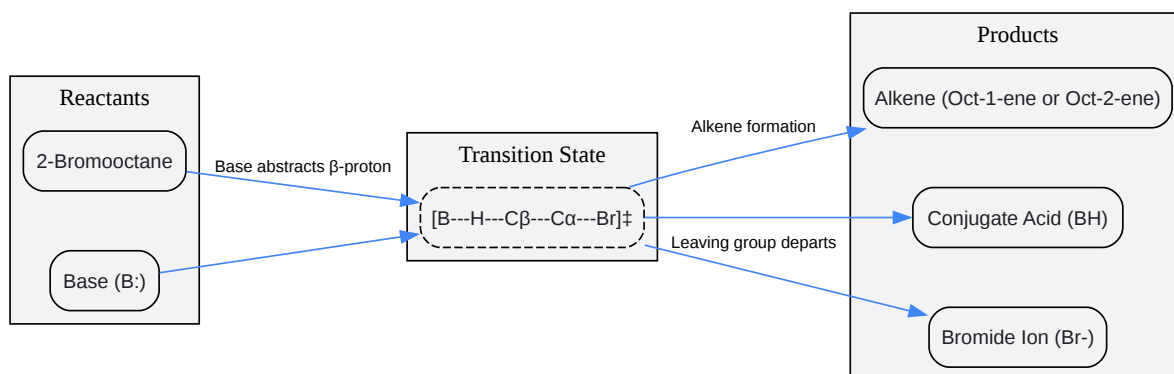 Reactants
2-Bromooctane
Base (B:)
Base abstracts β-proton
Transition State
[B---H---Cβ---Cα---Br]‡
Alkene formation
Leaving group departs
Products
Alkene (Oct-1-ene or Oct-2-ene)
Conjugate Acid (BH)
Bromide Ion (Br-)